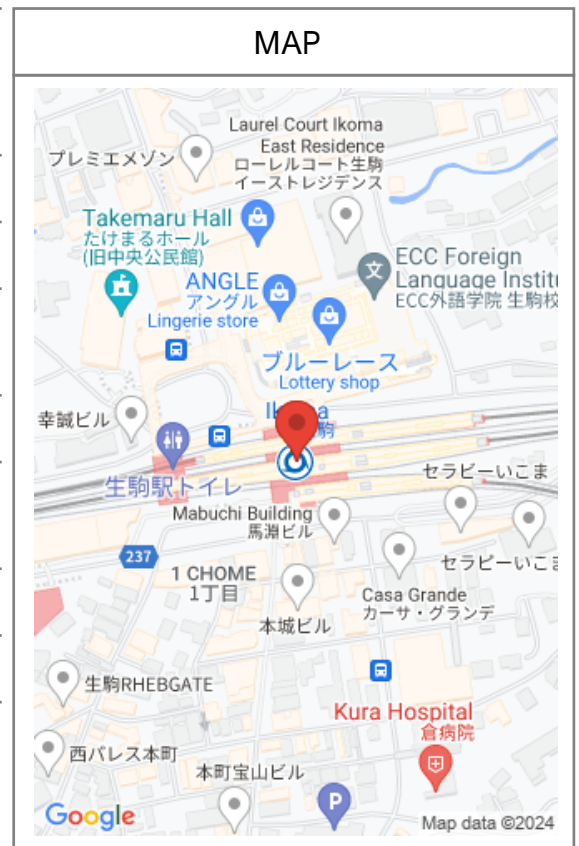 MAP
Laurel Court Ikoma
East Residence
ローレルコート生駒
イーストレジデンス
プレミエメゾン
Takemaru Hall
たけまるホール
(旧中央公民館)
ECC Foreign
Language Institu
ECC外語学院 生駒校
ANGLE
アングル
Lingerie store
ブルーレース
Lottery shop
幸誠ビル
駒
生駒駅トイレ
セラビーいこま
Mabuchi Building
馬淵ビル
237
セラビーいこま
1 CHOME
1丁目
Casa Grande
カーサ・グランデ
本城ビル
生駒RHEBGATE
Kura Hospital
倉病院
西パレス本町
本町宝山ビル
P
Google
Map data ©2024